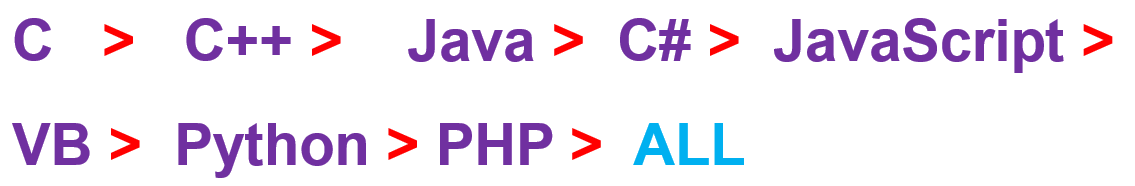 C > C++ > Java > C# > JavaScript >
VB > Python > PHP > ALL